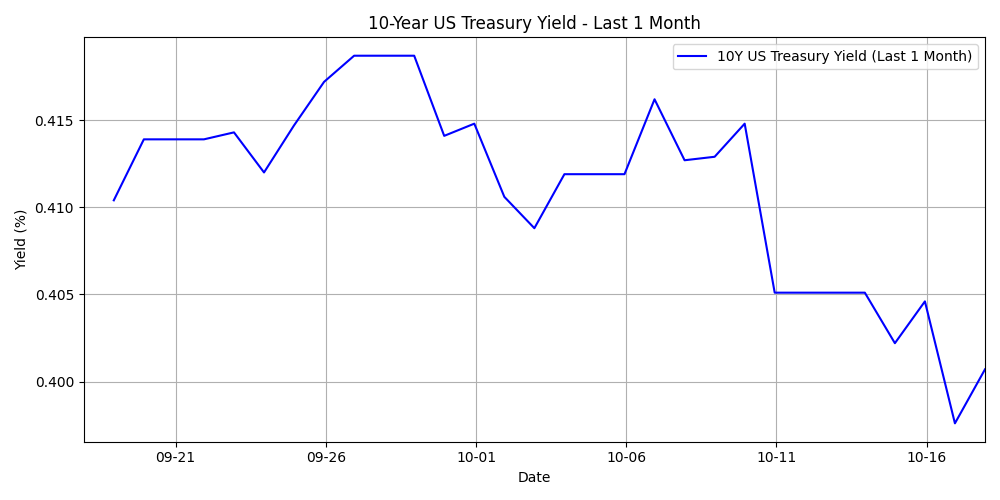 10-Year US Treasury Yield - Last 1 Month
10Y US Treasury Yield (Last 1 Month)
Yield (%)
0.415
0.410
0.405
0.400
09-21
09-26
10-01
10-06
10-11
10-16
Date